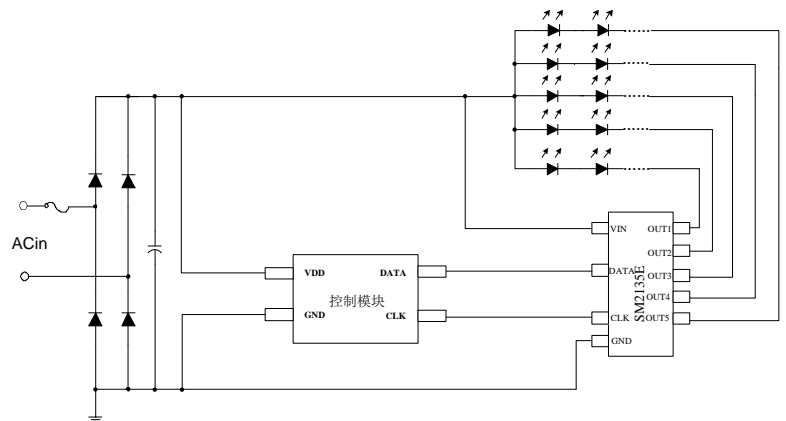 ACin
VDD
DATA
控制模块
GND
CLK
VIN
OUT1
OUT2
DATA
OUT3
SM2135E
OUT4
CLK
OUT5
GND